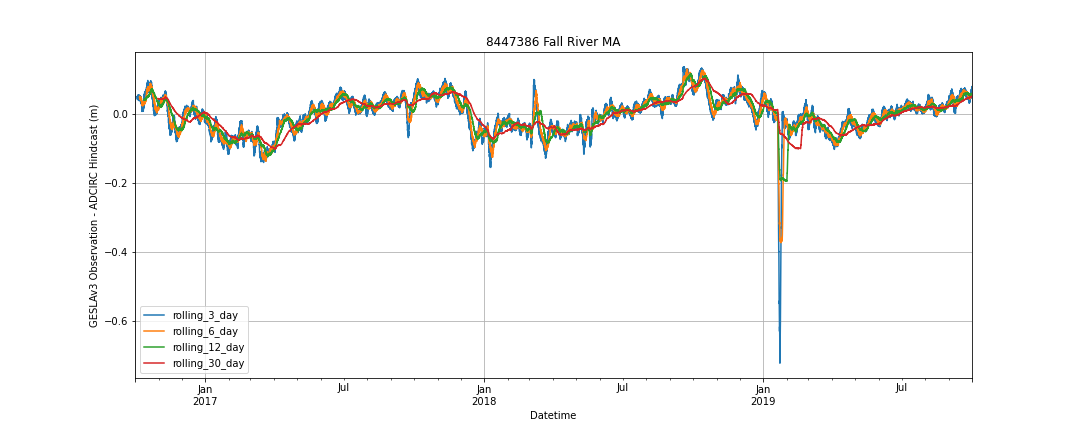 8447386 Fall River MA
GESLAv3 Observation - ADCIRC Hindcast (m)
0.0
−0.2
−0.4
−0.6
rolling_3_day
rolling_6_day
rolling_12_day
rolling_30_day
Jan
2017
Jul
Jan
2018
Jul
Jan
2019
Jul
Datetime